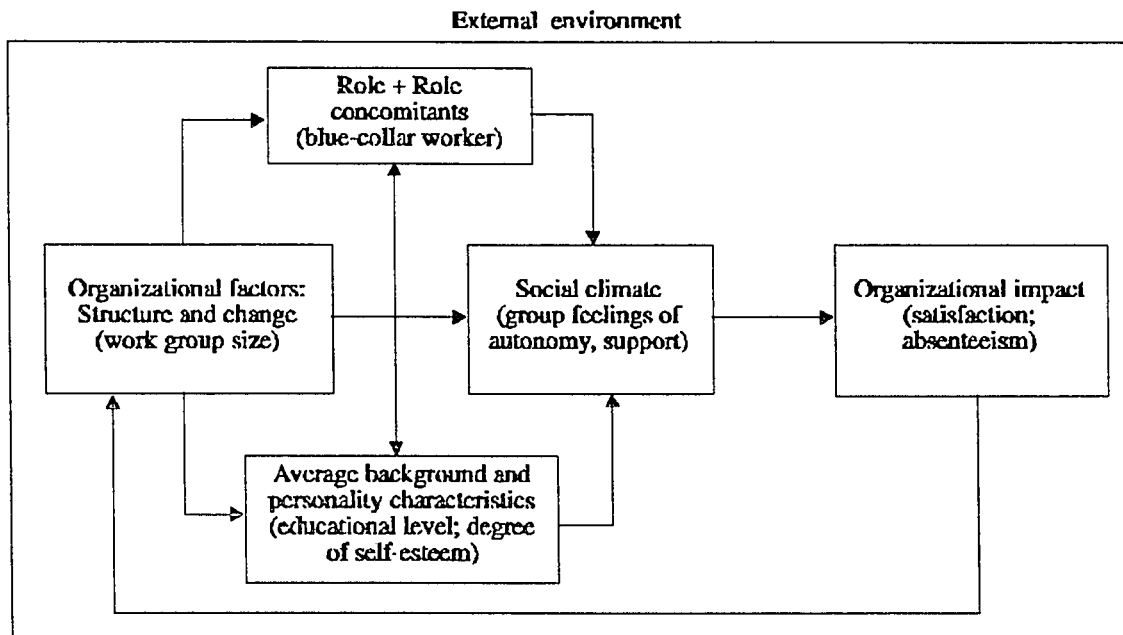 External environment
Role + Role
concomitants
(blue-collar worker)
Organizational factors:
Structure and change
(work group size)
Social climate
(group feelings of
autonomy, support)
Organizational impact
(satisfaction;
absenteeism)
Average background and
personality characteristics
(educational level; degree
of self-esteem)